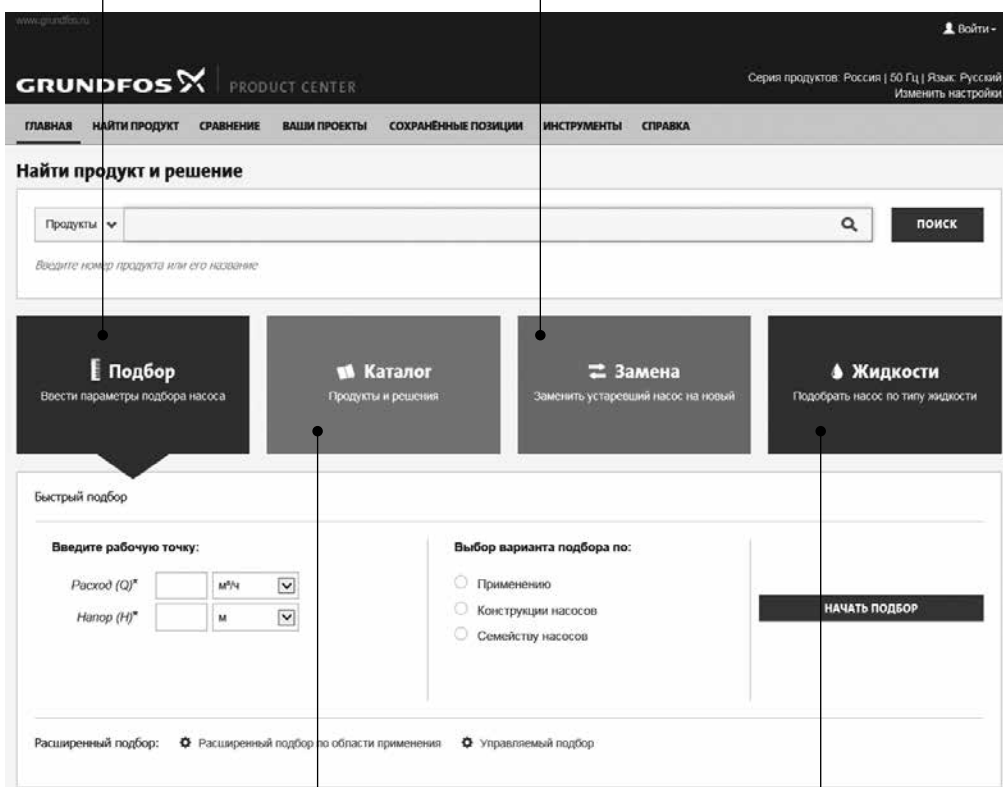 www.grundfos.ru
Войти
GRUNDFOS PRODUCT CENTER
Серия продуктов: Россия | 50 Гц | Язык: Русский
Изменить настройки
ГЛАВНАЯ НАЙТИ ПРОДУКТ СРАВНЕНИЕ ВАШИ ПРОЕКТЫ СОХРАНЁННЫЕ ПОЗИЦИИ ИНСТРУМЕНТЫ СПРАВКА
Найти продукт и решение
Продукты ПОИСК
Введите номер продукта или его название
Подбор
Ввести параметры подбора насоса
Каталог
Продукты и решения
Замена
Заменить устаревший насос на новый
Жидкости
Подобрать насос по типу жидкости
Быстрый подбор
Введите рабочую точку:
Расход (Q)* м³/ч
Напор (H)* м
Выбор варианта подбора по:
Применению
Конструкции насосов
Семейству насосов
НАЧАТЬ ПОДБОР
Расширенный подбор: Расширенный подбор по области применения Управляемый подбор